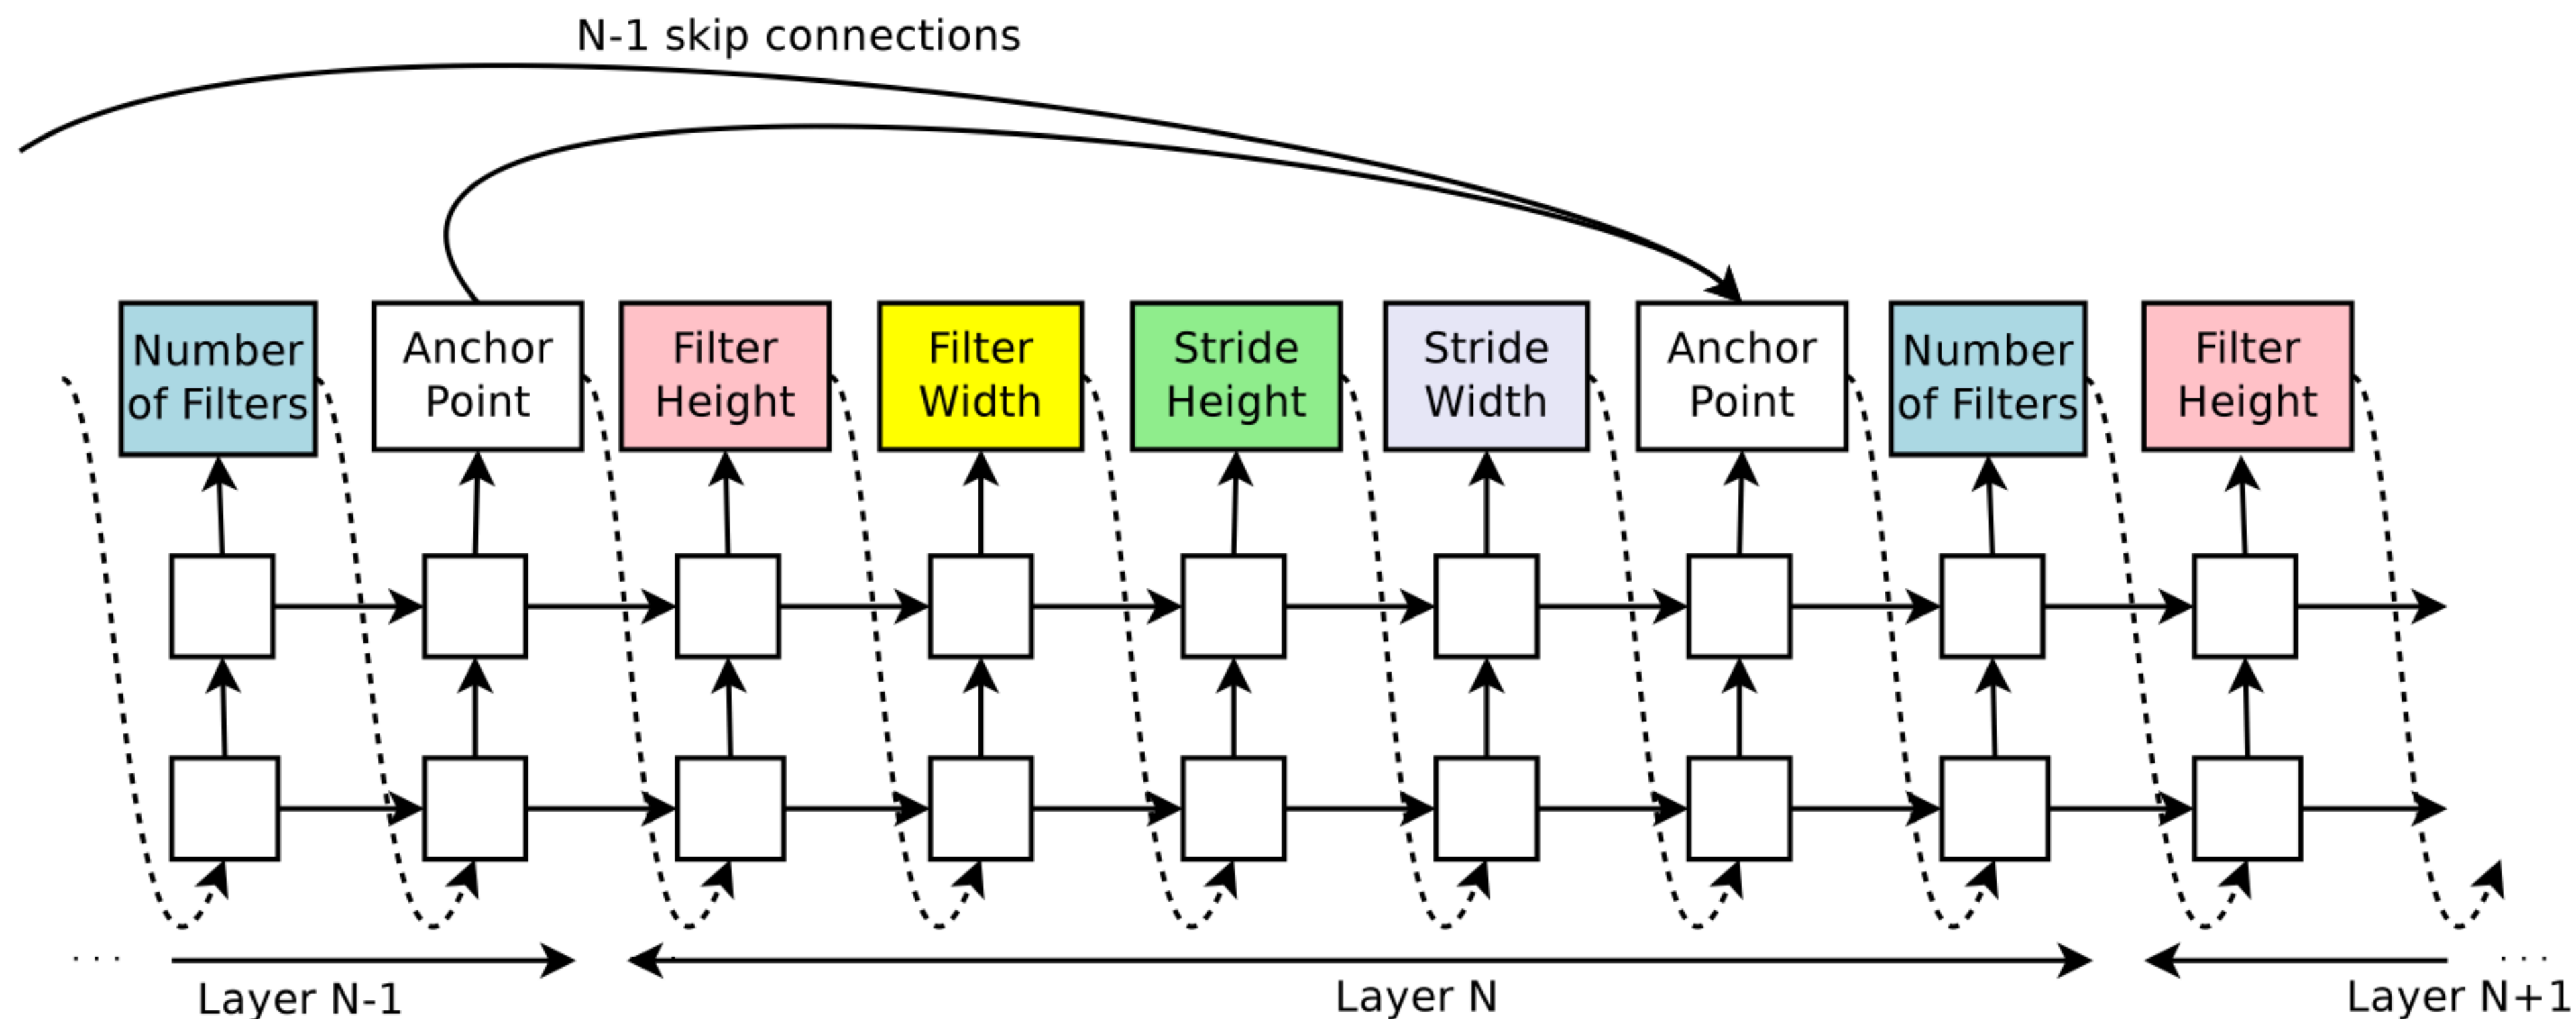 N-1 skip connections
Number
of Filters
Anchor
Point
Filter
Height
Filter
Width
Stride
Height
Stride
Width
Anchor
Point
Number
of Filters
Filter
Height
. . .
Layer N-1
Layer N
Layer N+1
. . .